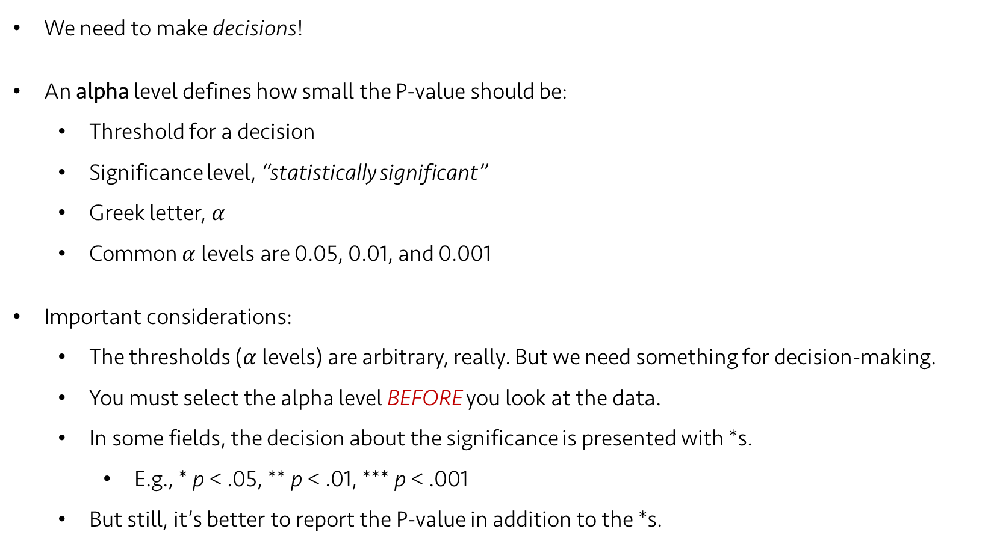 • We need to make decisions!
• An alpha level defines how small the P-value should be:
• Threshold for a decision
• Significance level, “statistically significant”
• Greek letter, α
• Common α levels are 0.05, 0.01, and 0.001
• Important considerations:
• The thresholds (α levels) are arbitrary, really. But we need something for decision-making.
• You must select the alpha level BEFORE you look at the data.
• In some fields, the decision about the significance is presented with *s.
• E.g., * p < .05, ** p < .01, *** p < .001
• But still, it’s better to report the P-value in addition to the *s.